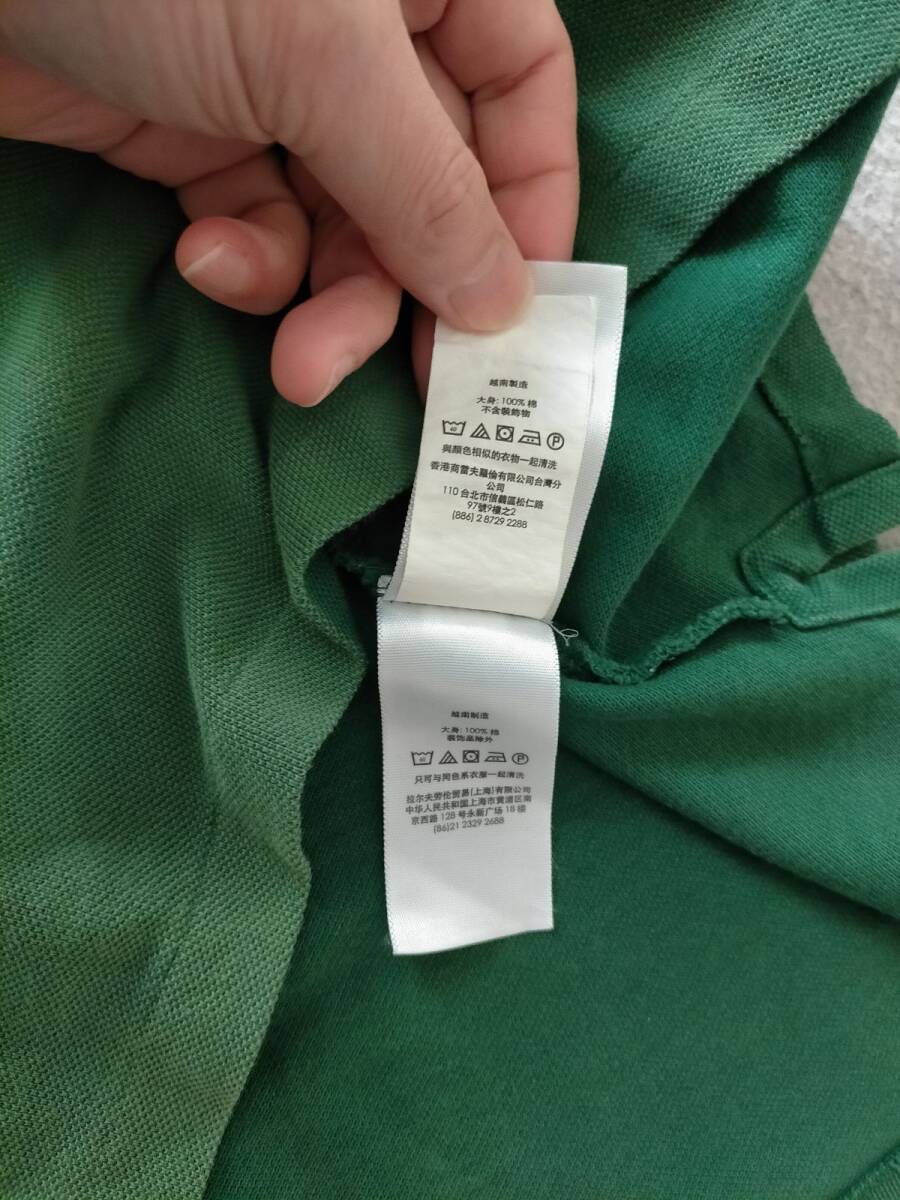 越南製造
大身: 100% 棉
不含裝飾物
40 P
與顏色相似的衣物一起清洗
香港商雷夫羅倫有限公司台灣分
公司
110 台北市信義區松仁路
97號9樓之2
(886) 2 8729 2288
越南制造
大身: 100% 棉
装饰品除外
40 P
只可与同色系衣服一起清洗
拉尔夫劳伦贸易(上海)有限公司
中华人民共和国上海市黄浦区南
京西路 128 号永新广场 18 楼
(86)21 2329 2688